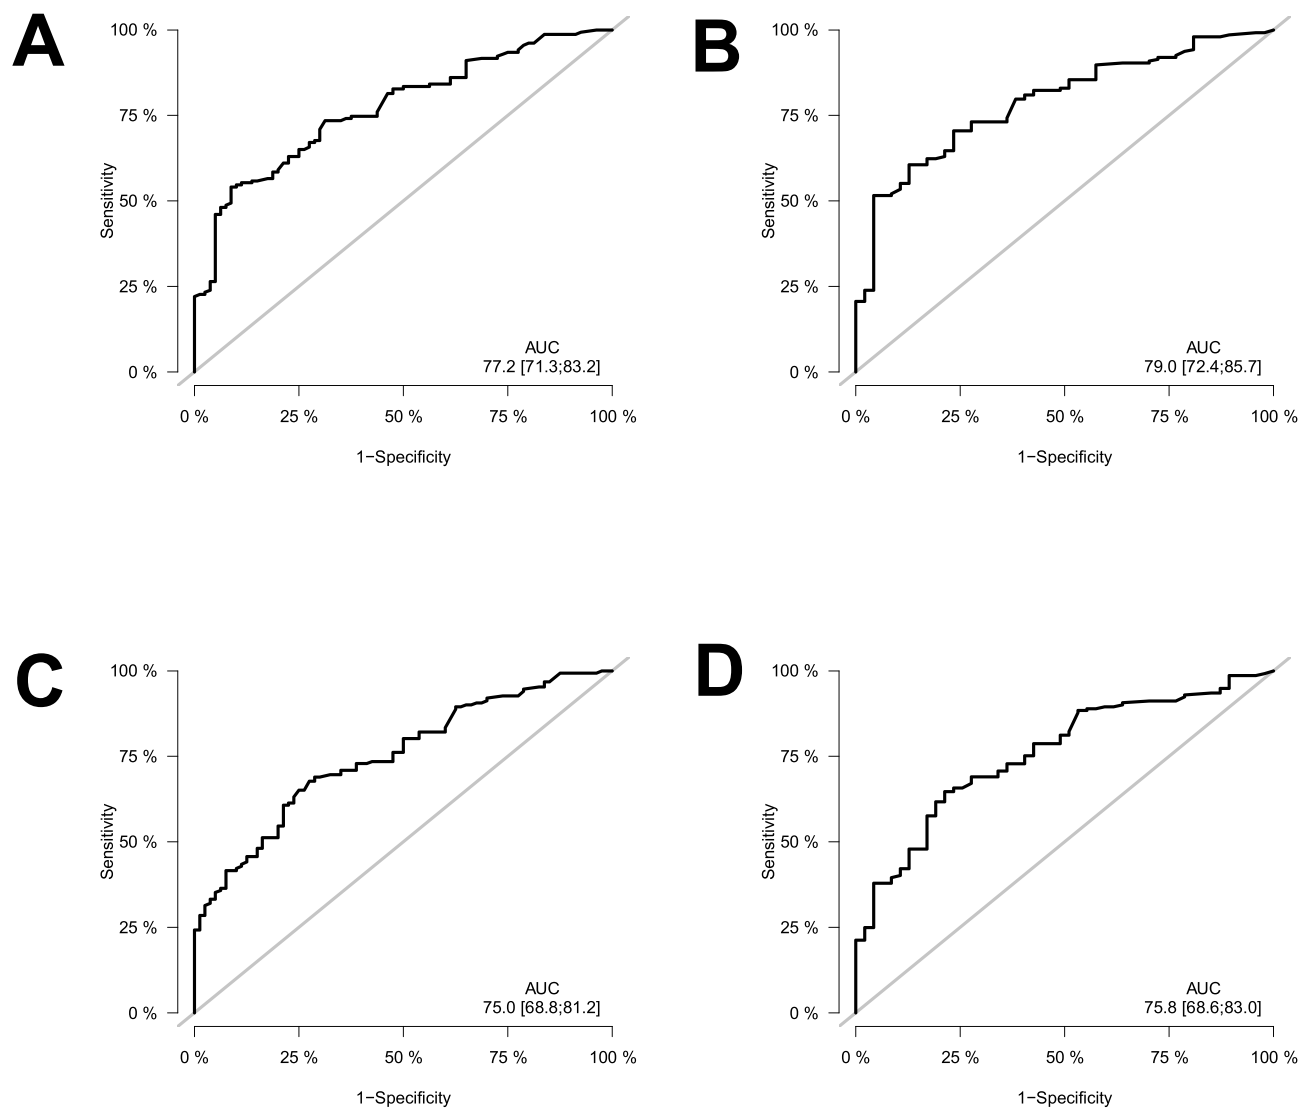 A
100 %
75 %
50 %
25 %
0 %
Sensitivity
AUC
77.2 [71.3;83.2]
0 % 25 % 50 % 75 % 100 %
1−Specificity
B
100 %
75 %
50 %
25 %
0 %
Sensitivity
AUC
79.0 [72.4;85.7]
0 % 25 % 50 % 75 % 100 %
1−Specificity
C
100 %
75 %
50 %
25 %
0 %
Sensitivity
AUC
75.0 [68.8;81.2]
0 % 25 % 50 % 75 % 100 %
1−Specificity
D
100 %
75 %
50 %
25 %
0 %
Sensitivity
AUC
75.8 [68.6;83.0]
0 % 25 % 50 % 75 % 100 %
1−Specificity